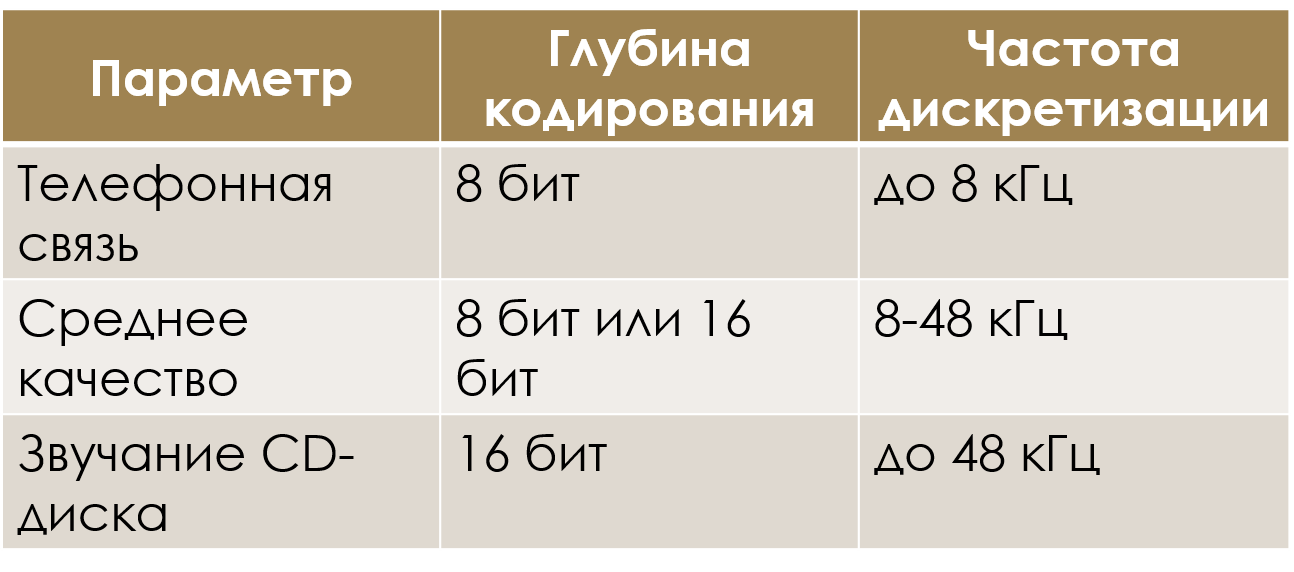 Параметр
Глубина
кодирования
Частота
дискретизации
Телефонная
связь
8 бит
до 8 кГц
Среднее
качество
8 бит или 16
бит
8-48 кГц
Звучание CD-
диска
16 бит
до 48 кГц